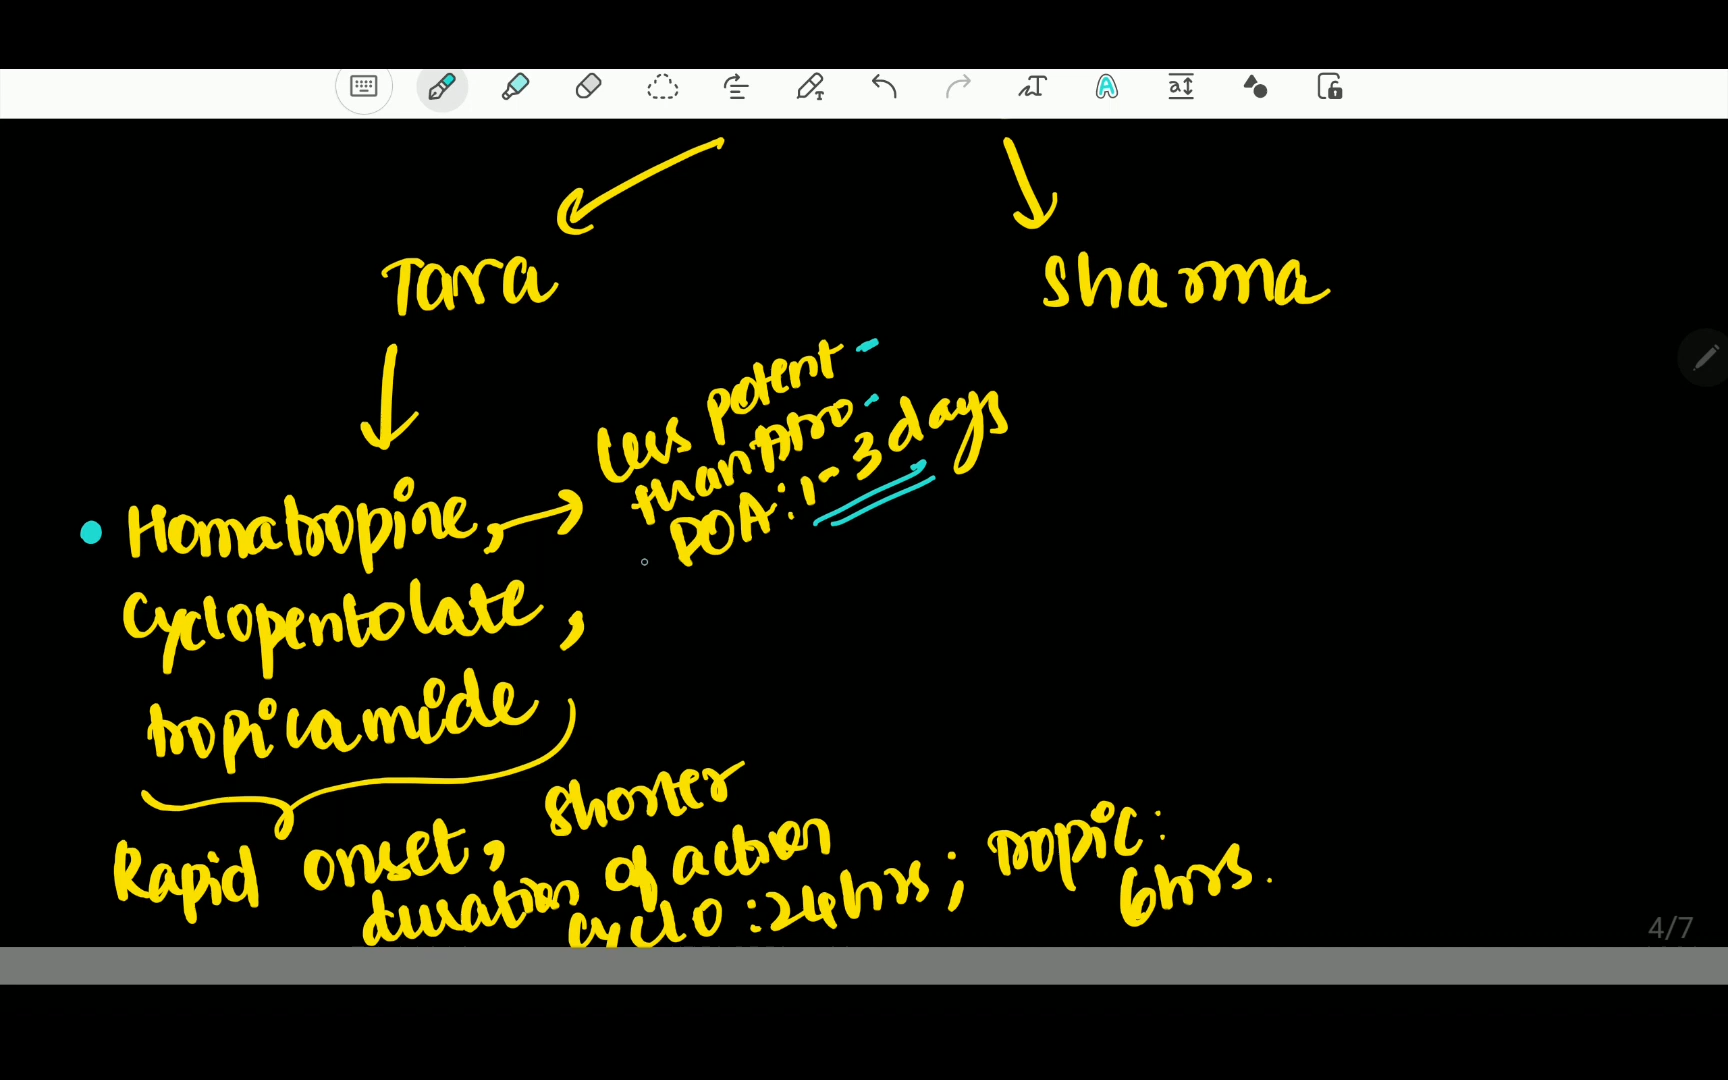 Tara
Sharma
less potent -
than Atro -
DOA: 1-3 days
Homatropine,
Cyclopentolate,
tropicamide
Rapid onset, shorter
duration of action
cyclo: 24hrs; Tropic:
6hrs.
4/7